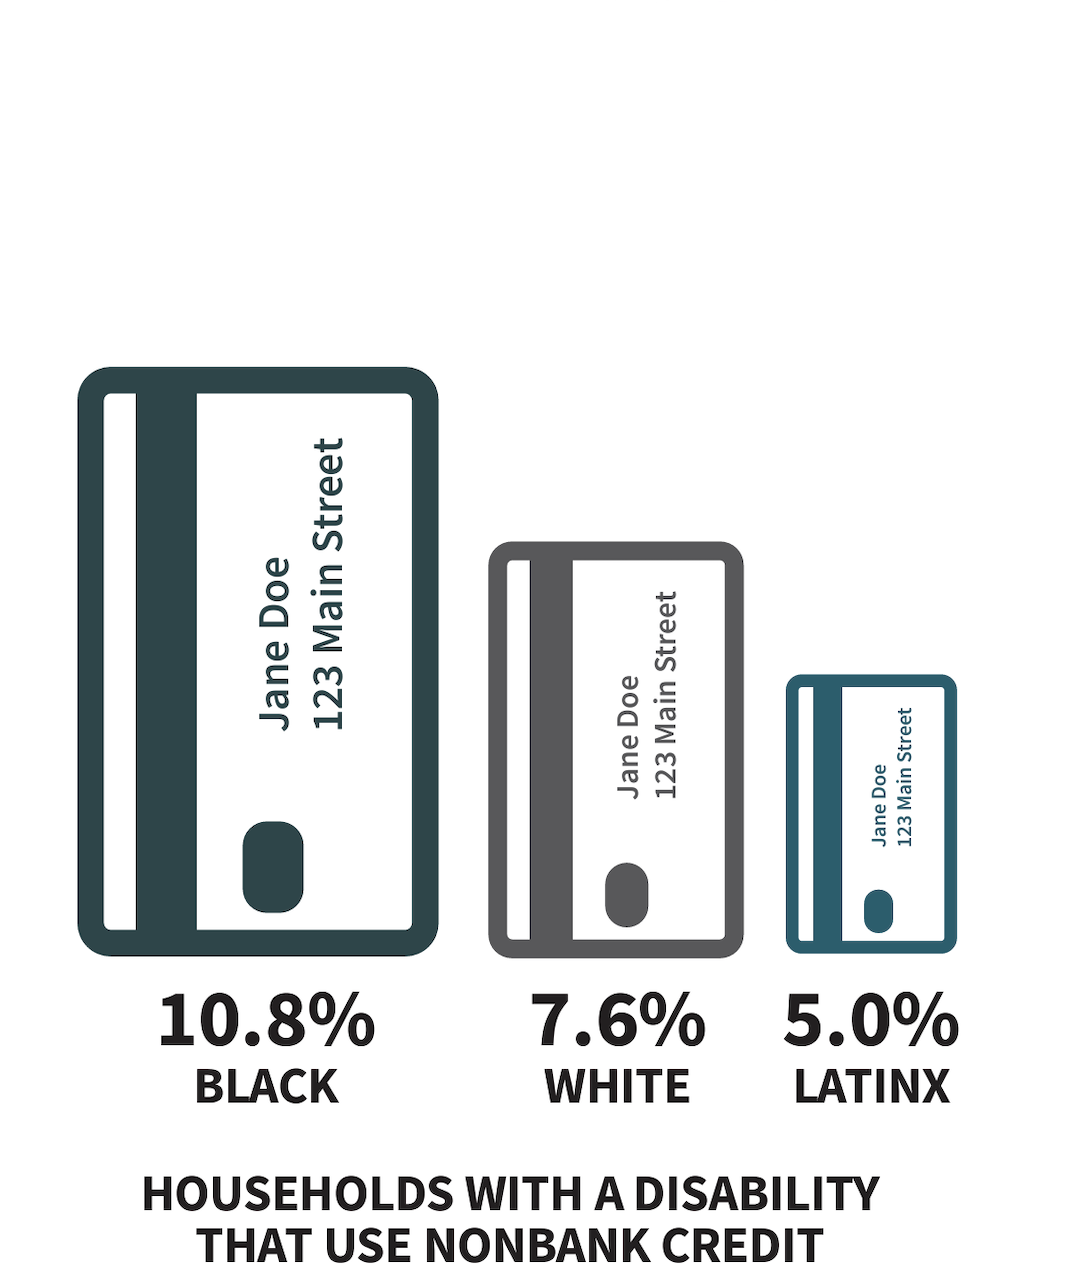 Jane Doe
123 Main Street
Jane Doe
123 Main Street
Jane Doe
123 Main Street
10.8%
BLACK
7.6%
WHITE
5.0%
LATINX
HOUSEHOLDS WITH A DISABILITY
THAT USE NONBANK CREDIT